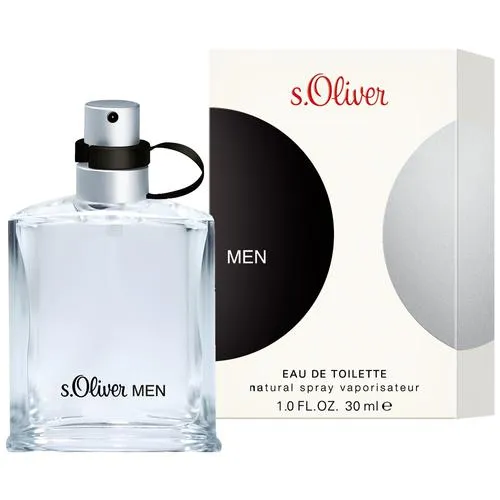 s.Oliver
MEN
EAU DE TOILETTE
natural spray vaporisateur
1.0 FL.OZ. 30 ml ℮
s.Oliver MEN